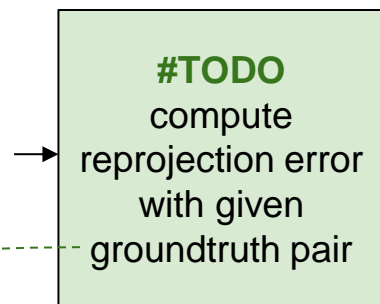 #TODO
compute
reprojection error
with given
groundtruth pair